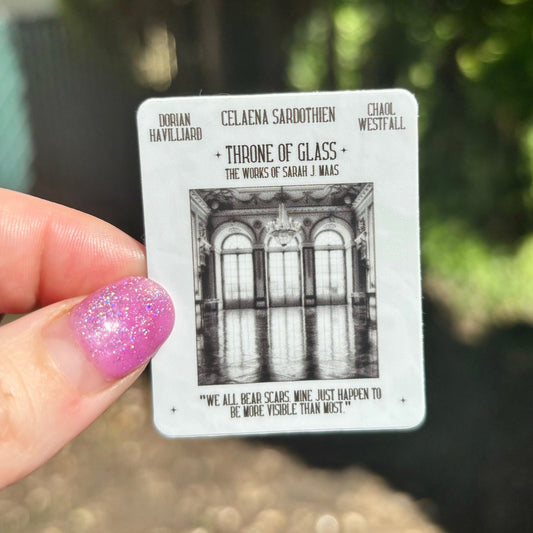 DORIAN
HAVILLIARD
CELAENA SARDOTHIEN
CHAOL
WESTFALL
THRONE OF GLASS
THE WORKS OF SARAH J. MAAS
"WE ALL BEAR SCARS. MINE JUST HAPPEN TO
BE MORE VISIBLE THAN MOST."